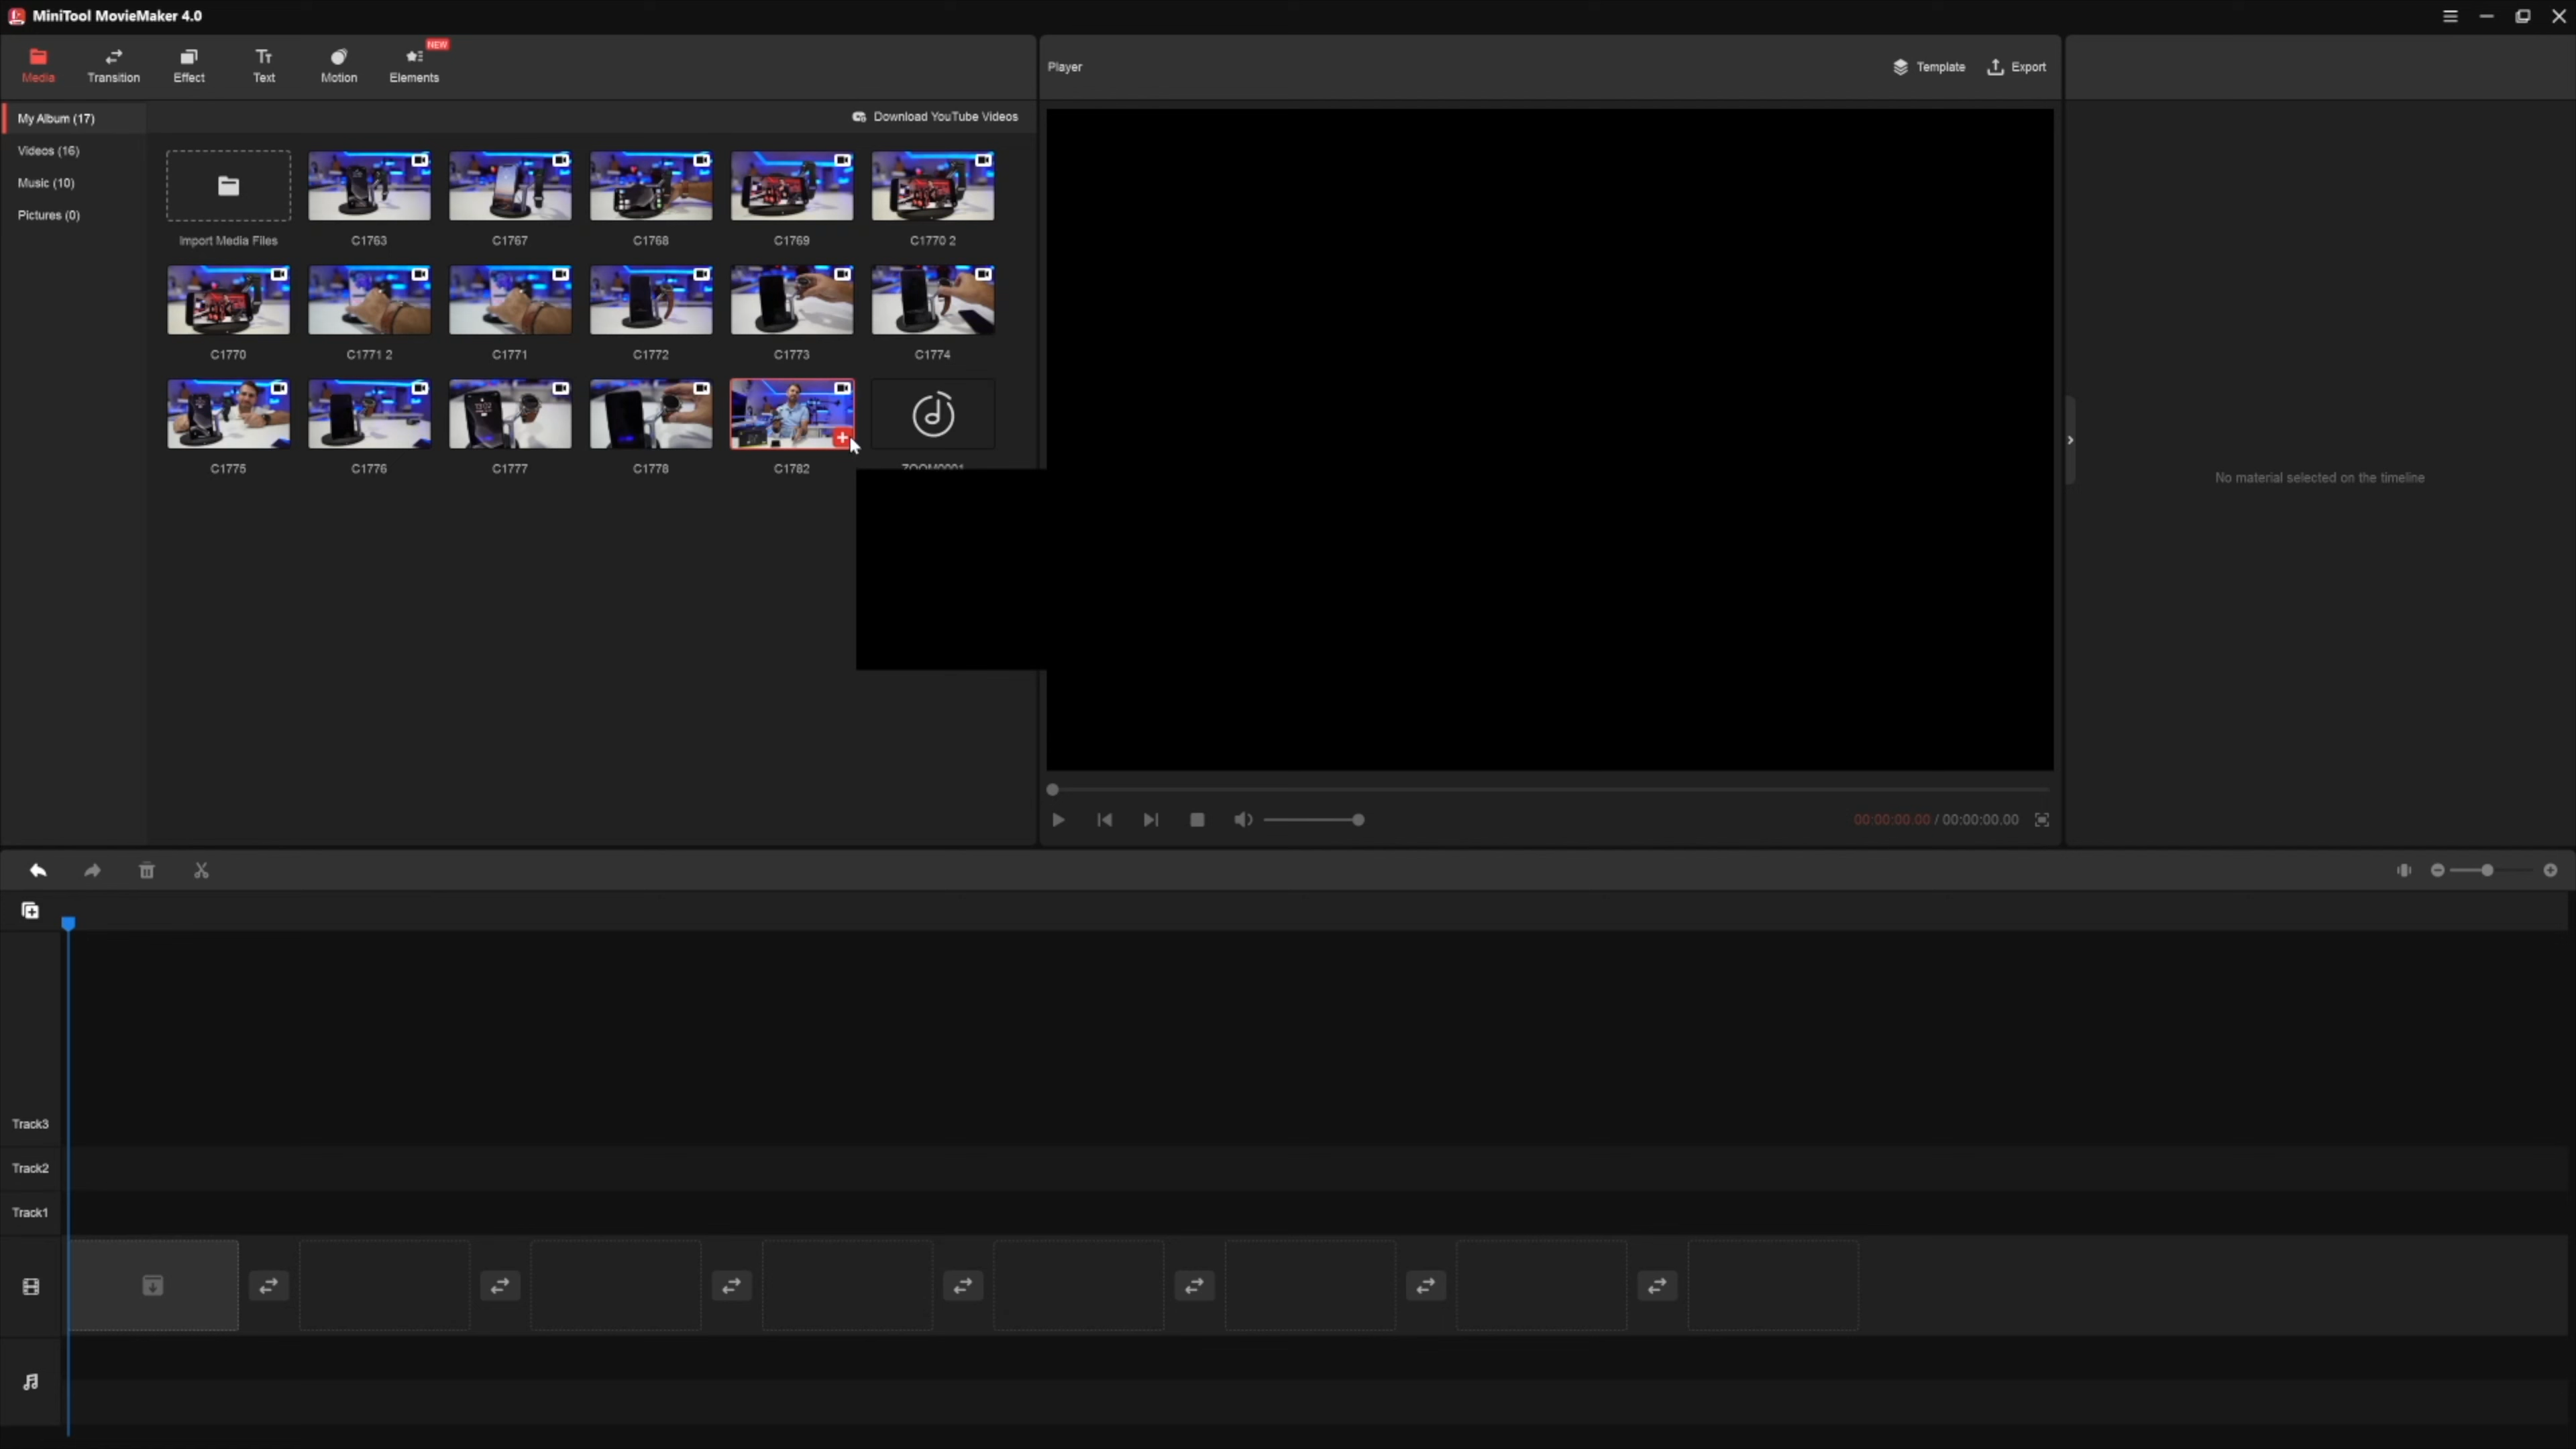 MiniTool MovieMaker 4.0
Media
Transition
Effect
Text
Motion
NEW
Elements
Player
Template
Export
My Album (17)
Videos (16)
Music (10)
Pictures (0)
Download YouTube Videos
Import Media Files
C1763
C1767
C1768
C1769
C1770 2
C1770
C1771 2
C1771
C1772
C1773
C1774
13:02
C1775
C1776
C1777
C1778
C1782
No material selected on the timeline
00:00:00.00 / 00:00:00.00
Track3
Track2
Track1